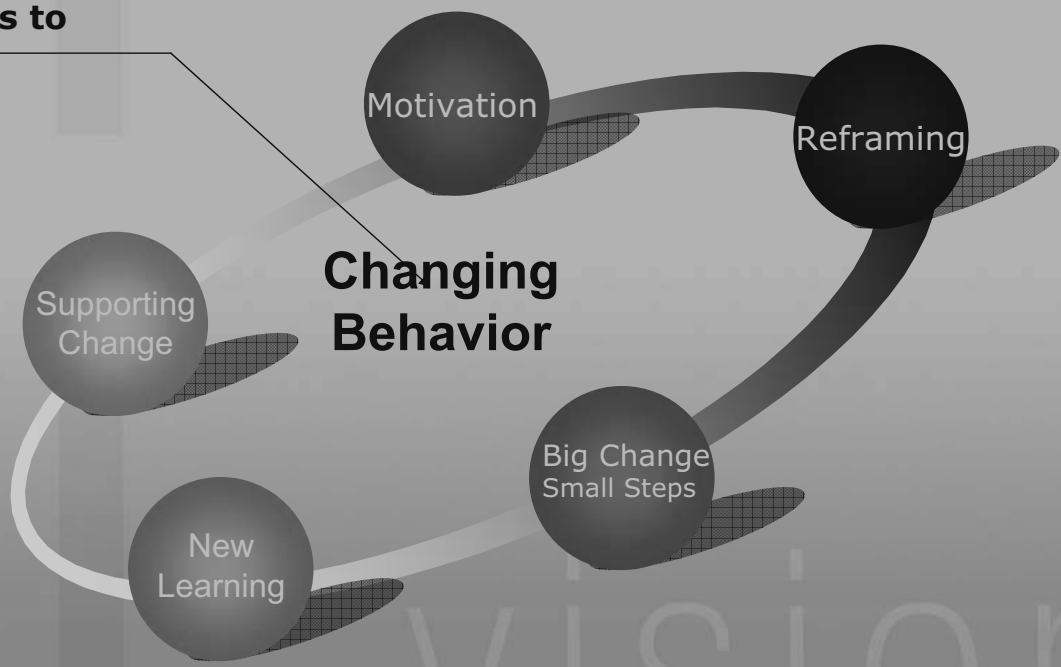 s to
Motivation
Reframing
Changing
Behavior
Supporting
Change
Big Change
Small Steps
New
Learning
vision